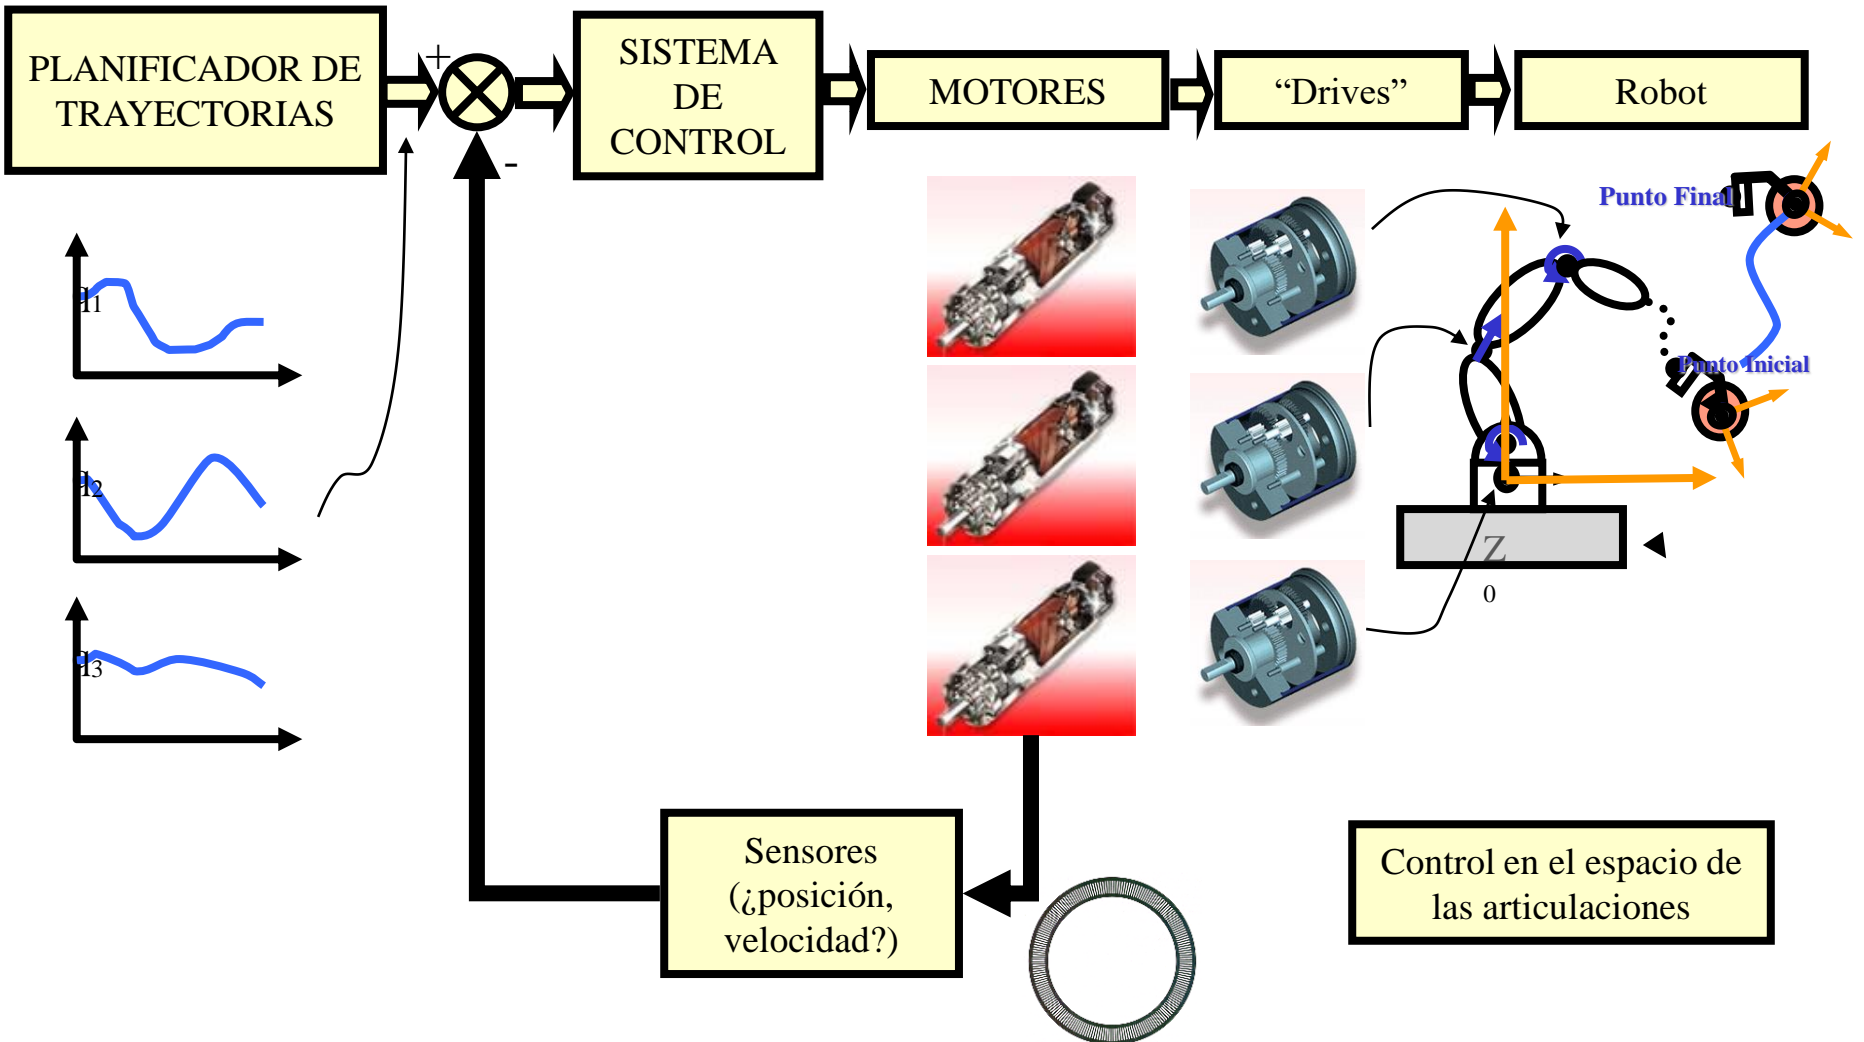 PLANIFICADOR DE
TRAYECTORIAS
+
-
SISTEMA
DE
CONTROL
MOTORES
“Drives”
Robot
q1
q2
q3
Punto Final
Punto Inicial
Z
0
Sensores
(¿posición,
velocidad?)
Control en el espacio de
las articulaciones